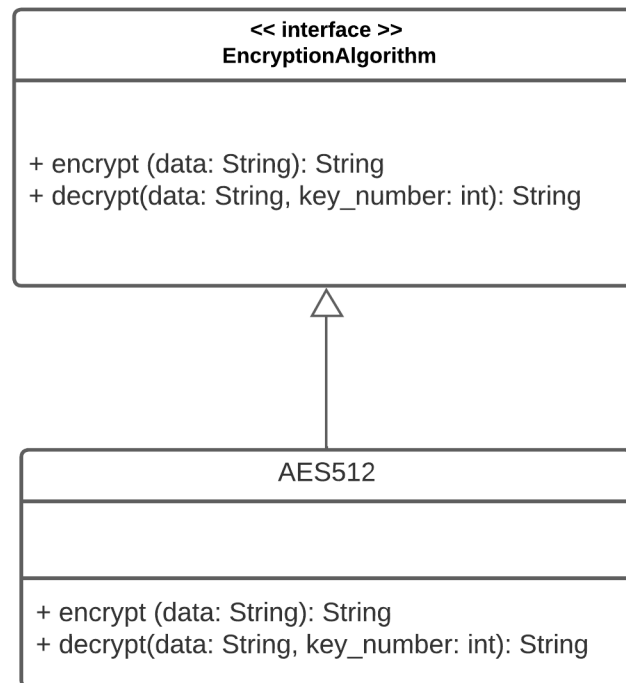 << interface >>
EncryptionAlgorithm
+ encrypt (data: String): String
+ decrypt(data: String, key_number: int): String
AES512
+ encrypt (data: String): String
+ decrypt(data: String, key_number: int): String